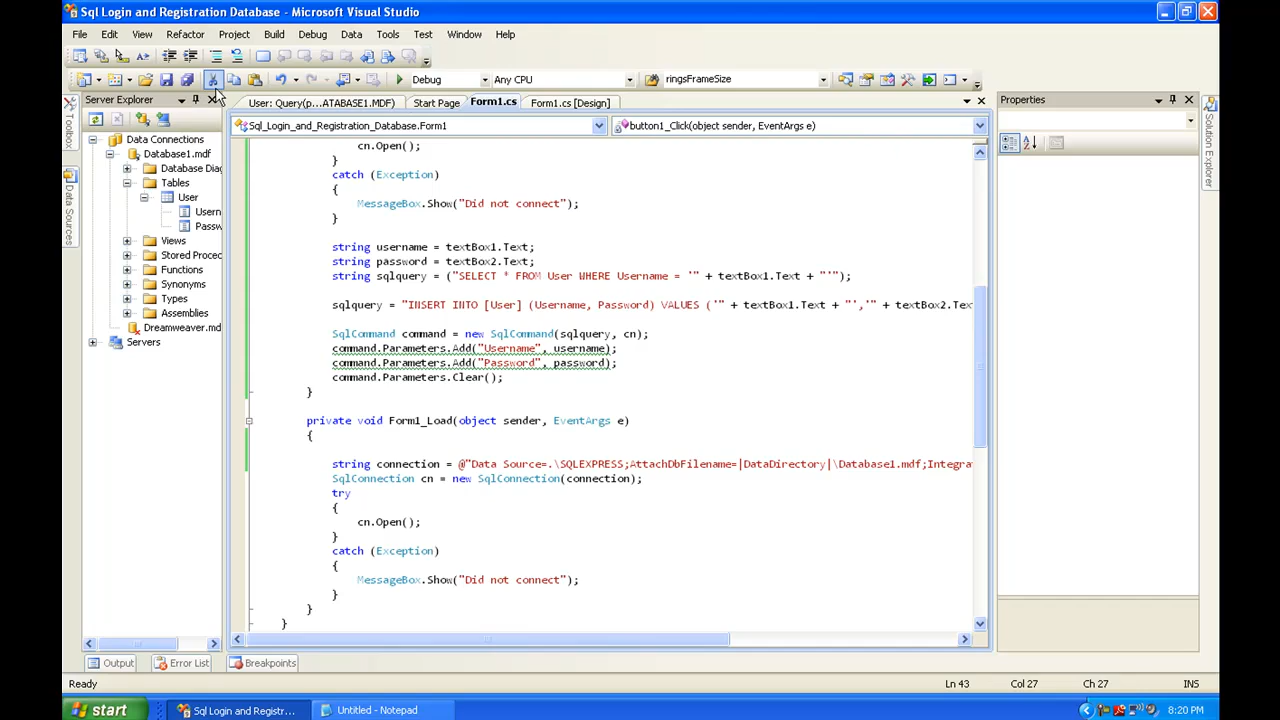 Sql Login and Registration Database - Microsoft Visual Studio
File Edit View Refactor Project Build Debug Data Tools Test Window Help
Debug Any CPU ringsFrameSize
Server Explorer
User: Query(p...ATABASE1.MDF) Start Page Form1.cs Form1.cs [Design]
Properties
Toolbox
Data Sources
Solution Explorer
Data Connections
Database1.mdf
Database Diag
Tables
User
Usern
Passw
Views
Stored Proced
Functions
Synonyms
Types
Assemblies
Dreamweaver.md
Servers
Sql_Login_and_Registration_Database.Form1 button1_Click(object sender, EventArgs e)
cn.Open();
}
catch (Exception)
{
MessageBox.Show("Did not connect");
}
string username = textBox1.Text;
string password = textBox2.Text;
string sqlquery = ("SELECT * FROM User WHERE Username = '" + textBox1.Text + "'");
sqlquery = "INSERT INTO [User] (Username, Password) VALUES ('" + textBox1.Text + "','" + textBox2.Tex
SqlCommand command = new SqlCommand(sqlquery, cn);
command.Parameters.Add("Username", username);
command.Parameters.Add("Password", password);
command.Parameters.Clear();
}
private void Form1_Load(object sender, EventArgs e)
{
string connection = @"Data Source=.\SQLEXPRESS;AttachDbFilename=|DataDirectory|\Database1.mdf;Integra
SqlConnection cn = new SqlConnection(connection);
try
{
cn.Open();
}
catch (Exception)
{
MessageBox.Show("Did not connect");
}
}
}
Output Error List Breakpoints
Ready Ln 43 Col 27 Ch 27 INS
start Sql Login and Registr... Untitled - Notepad 8:20 PM